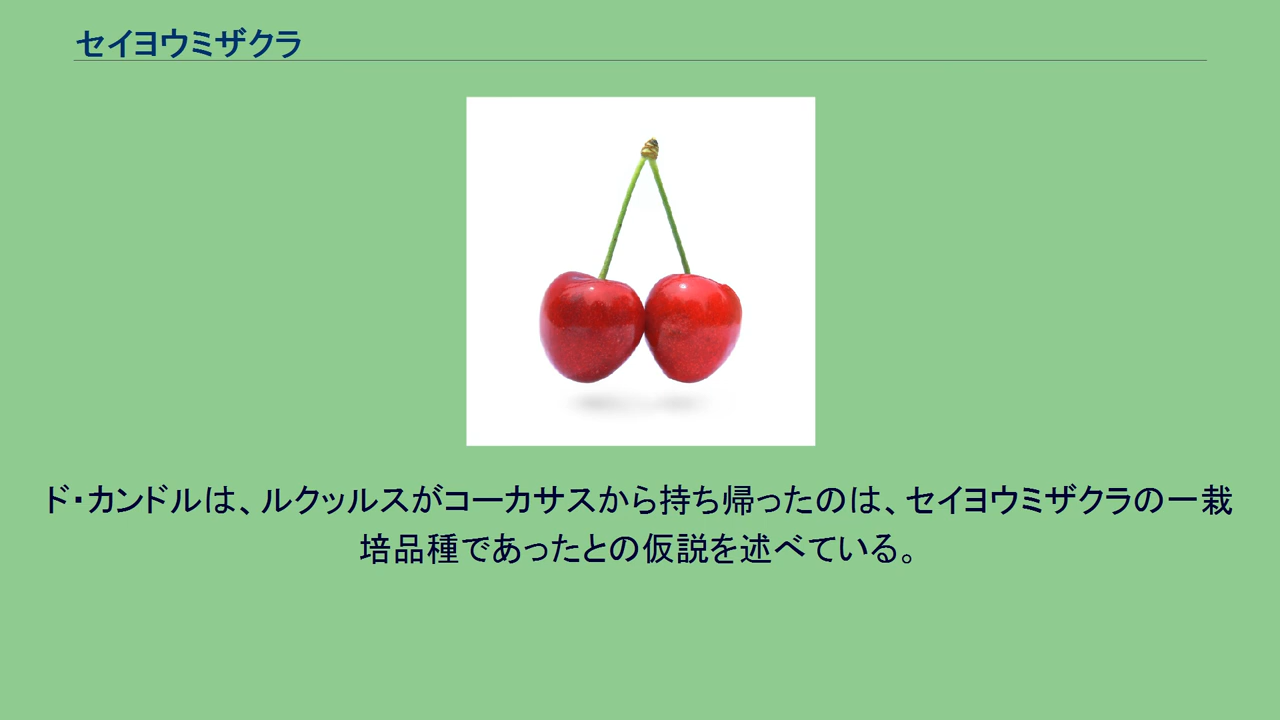 セイヨウミザクラ
ド・カンドルは、ルクッルスがコーカサスから持ち帰ったのは、セイヨウミザクラの一栽
培品種であったとの仮説を述べている。